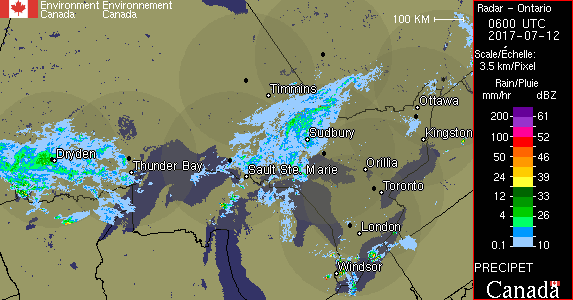 Environment Environnement
Canada Canada
100 KM
Timmins
Ottawa
Sudbury
Kingston
Dryden
Thunder Bay
Sault Ste. Marie
Orillia
Toronto
London
Windsor
Radar - Ontario
0600 UTC
2017-07-12
Scale/Échelle:
3.5 km/Pixel
Rain/Pluie
mm/hr dBZ
200 61
100 52
50 46
24 39
12 33
4 26
0.1 10
PRECIPET
Canada